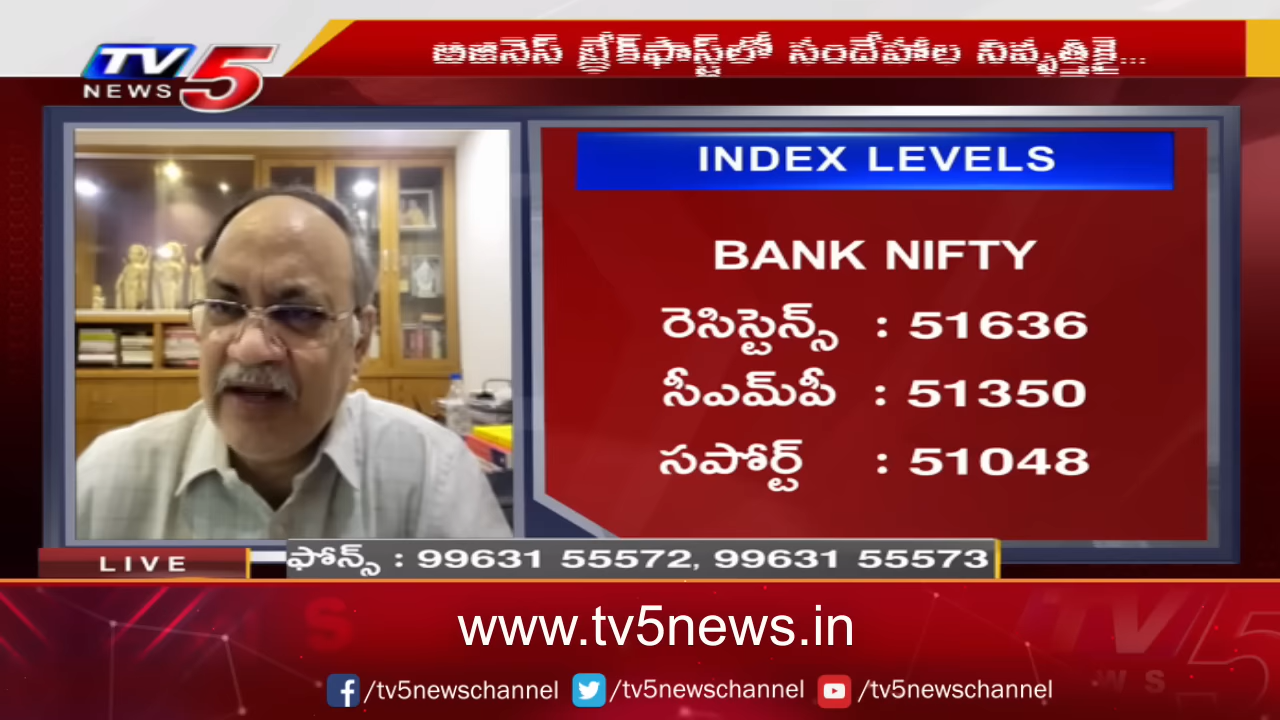 బిజినెస్ బ్రేక్‌ఫాస్ట్‌లో సందేహాల నివృత్తికై...
TV5
NEWS
INDEX LEVELS
BANK NIFTY
రెసిస్టెన్స్ : 51636
సీఎమ్‌పీ : 51350
సపోర్ట్ : 51048
LIVE
ఫోన్స్ : 99631 55572, 99631 55573
www.tv5news.in
/tv5newschannel /tv5newschannel /tv5newschannel